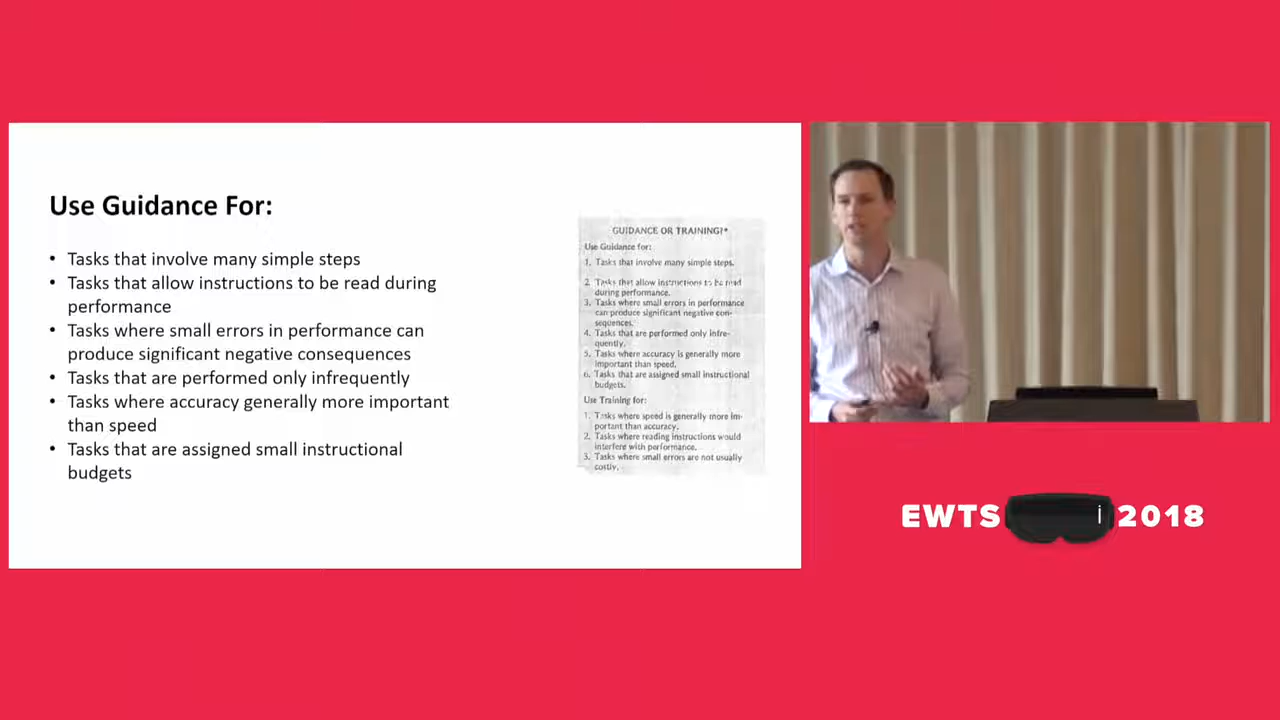 Use Guidance For:
• Tasks that involve many simple steps
• Tasks that allow instructions to be read during
performance
• Tasks where small errors in performance can
produce significant negative consequences
• Tasks that are performed only infrequently
• Tasks where accuracy generally more important
than speed
• Tasks that are assigned small instructional
budgets
GUIDANCE OR TRAINING?*
Use Guidance for:
1. Tasks that involve many simple steps.
2. Tasks that allow instructions to be read
during performance.
3. Tasks where small errors in performance
can produce significant negative con-
sequences.
4. Tasks that are performed only infre-
quently.
5. Tasks where accuracy is generally more
important than speed.
6. Tasks that are assigned small instructional
budgets.
Use Training for:
1. Tasks where speed is generally more im-
portant than accuracy.
2. Tasks where reading instructions would
interfere with performance.
3. Tasks where small errors are not usually
costly.
EWTS i 2018